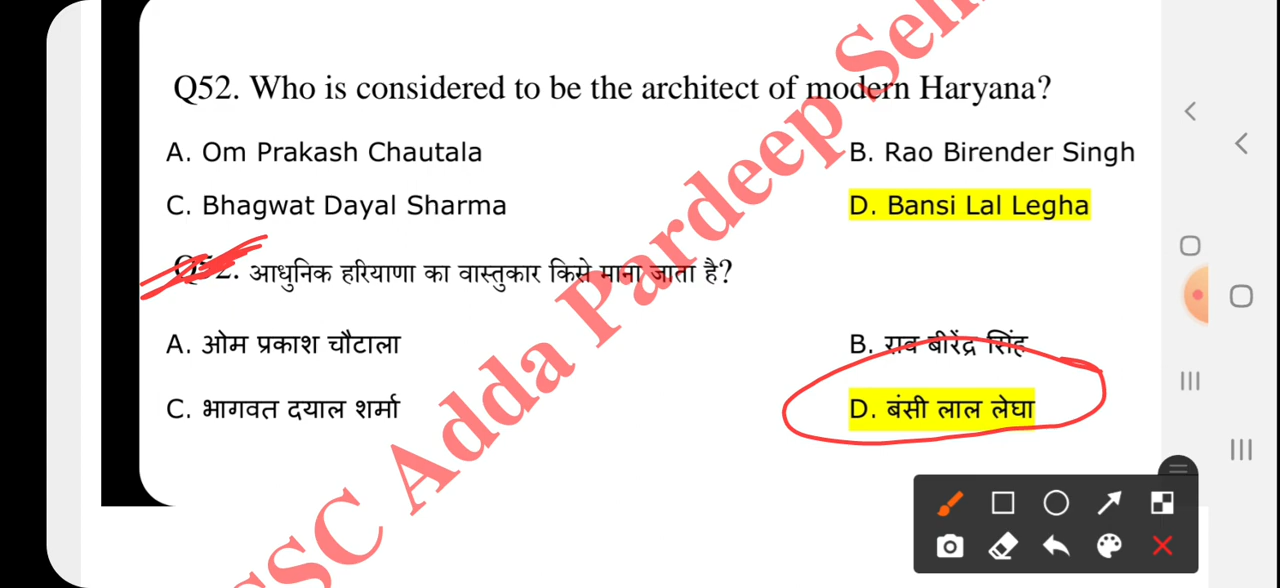 Q52. Who is considered to be the architect of modern Haryana?
A. Om Prakash Chautala
B. Rao Birender Singh
C. Bhagwat Dayal Sharma
D. Bansi Lal Legha
Q52. आधुनिक हरियाणा का वास्तुकार किसे माना जाता है?
A. ओम प्रकाश चौटाला
B. राव बीरेंद्र सिंह
C. भागवत दयाल शर्मा
D. बंसी लाल लेघा
SSC Adda Pardeep